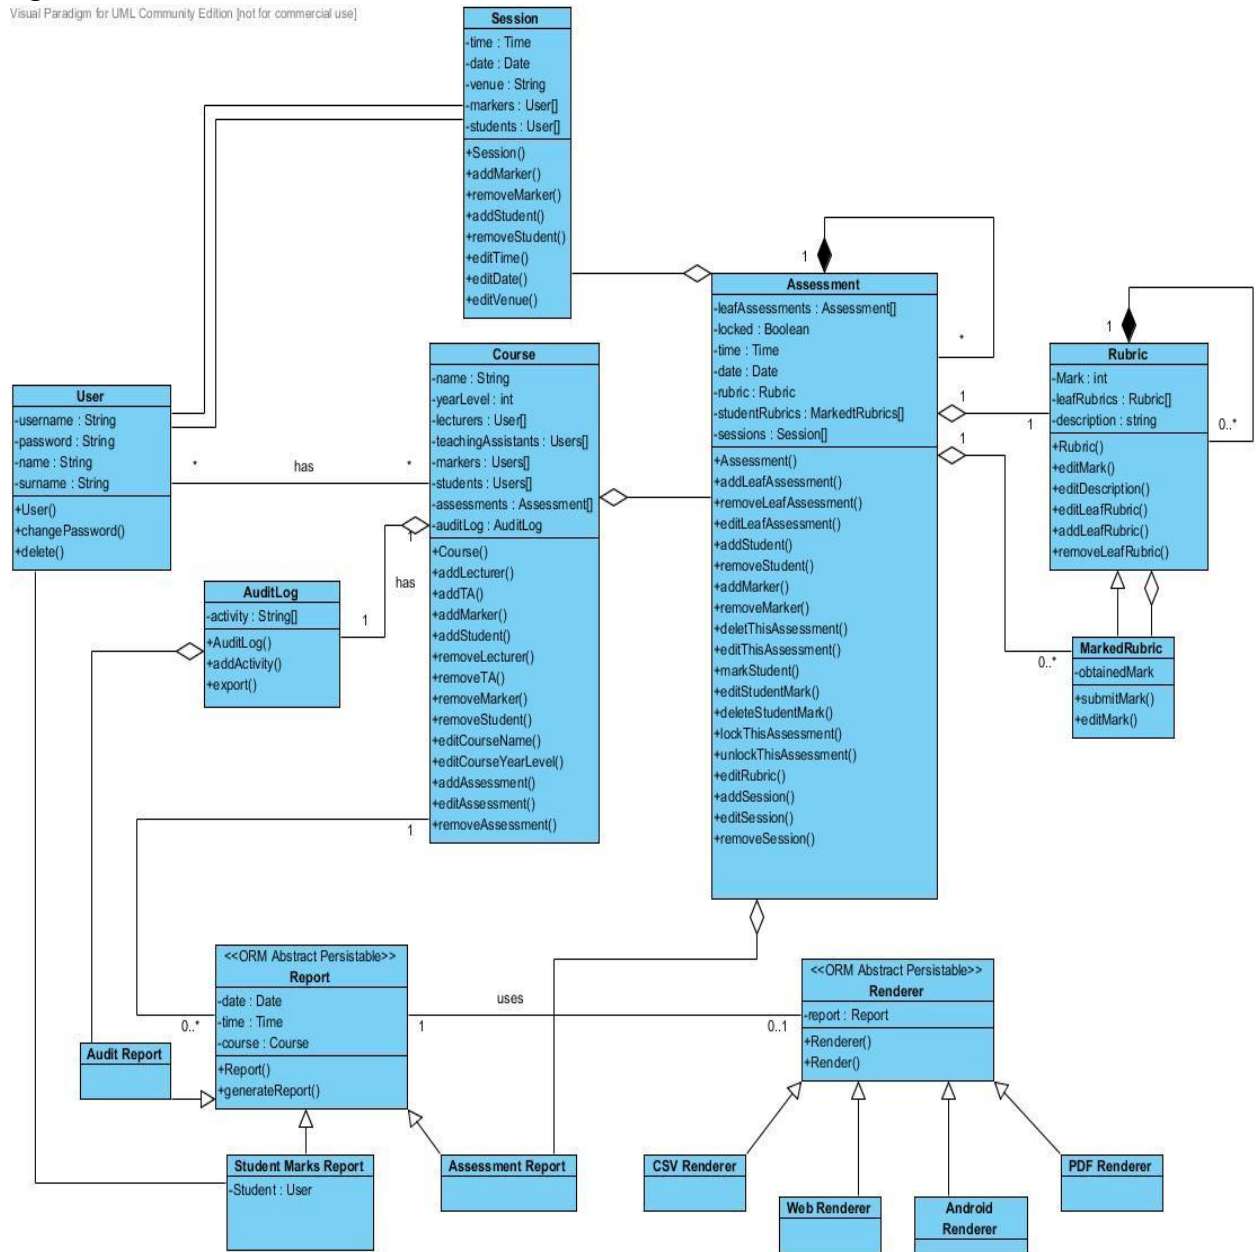 Visual Paradigm for UML Community Edition [not for commercial use]
Session
-time : Time
-date : Date
-venue : String
-markers : User[]
-students : User[]
+Session()
+addMarker()
+removeMarker()
+addStudent()
+removeStudent()
+editTime()
+editDate()
+editVenue()
1
Assessment
-leafAssessments : Assessment[]
-locked : Boolean
-time : Time
-date : Date
-rubric : Rubric
-studentRubrics : MarkedtRubrics[]
-sessions : Session[]
+Assessment()
+addLeafAssessment()
+removeLeafAssessment()
+editLeafAssessment()
+addStudent()
+removeStudent()
+addMarker()
+removeMarker()
+deletThisAssessment()
+editThisAssessment()
+markStudent()
+editStudentMark()
+deleteStudentMark()
+lockThisAssessment()
+unlockThisAssessment()
+editRubric()
+addSession()
+editSession()
+removeSession()
*
1
1
1
0..*
1
Rubric
-Mark : int
-leafRubrics : Rubric[]
-description : string
+Rubric()
+editMark()
+editDescription()
+editLeafRubric()
+addLeafRubric()
+removeLeafRubric()
0..*
MarkedRubric
-obtainedMark
+submitMark()
+editMark()
Course
-name : String
-yearLevel : int
-lecturers : User[]
-teachingAssistants : Users[]
-markers : Users[]
-students : Users[]
-assessments : Assessment[]
-auditLog : AuditLog
+Course()
+addLecturer()
+addTA()
+addMarker()
+addStudent()
+removeLecturer()
+removeTA()
+removeMarker()
+removeStudent()
+editCourseName()
+editCourseYearLevel()
+addAssessment()
+editAssessment()
+removeAssessment()
User
-username : String
-password : String
-name : String
-surname : String
+User()
+changePassword()
+delete()
*
has
*
1
has
1
AuditLog
-activity : String[]
+AuditLog()
+addActivity()
+export()
1
0..*
<<ORM Abstract Persistable>>
Report
-date : Date
-time : Time
-course : Course
+Report()
+generateReport()
uses
1
0..1
<<ORM Abstract Persistable>>
Renderer
-report : Report
+Renderer()
+Render()
Audit Report
Student Marks Report
-Student : User
Assessment Report
CSV Renderer
Web Renderer
Android
Renderer
PDF Renderer